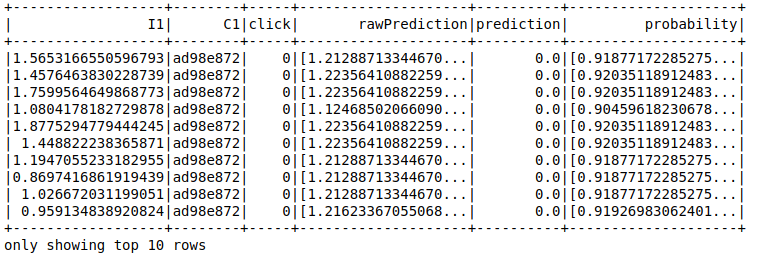 +------------------+--------+-----+--------------------+----------+--------------------+
|                I1|      C1|click|       rawPrediction|prediction|         probability|
+------------------+--------+-----+--------------------+----------+--------------------+
|1.5653166550596793|ad98e872|    0|[1.21288713344670...|       0.0|[0.91877172285275...|
|1.4576463830228739|ad98e872|    0|[1.22356410882259...|       0.0|[0.92035118912483...|
|1.7599564649868773|ad98e872|    0|[1.21288713344670...|       0.0|[0.91877172285275...|
|1.0804178182729878|ad98e872|    0|[1.12468502066090...|       0.0|[0.90459618230678...|
|1.8775294779444245|ad98e872|    0|[1.22356410882259...|       0.0|[0.92035118912483...|
| 1.448822238365871|ad98e872|    0|[1.22356410882259...|       0.0|[0.92035118912483...|
|1.1947055233182955|ad98e872|    0|[1.21288713344670...|       0.0|[0.91877172285275...|
|0.8697416861919439|ad98e872|    0|[1.21288713344670...|       0.0|[0.91877172285275...|
| 1.026672031199051|ad98e872|    0|[1.21288713344670...|       0.0|[0.91877172285275...|
| 0.959134838920824|ad98e872|    0|[1.21623367055068...|       0.0|[0.91926983062401...|
+------------------+--------+-----+--------------------+----------+--------------------+
only showing top 10 rows